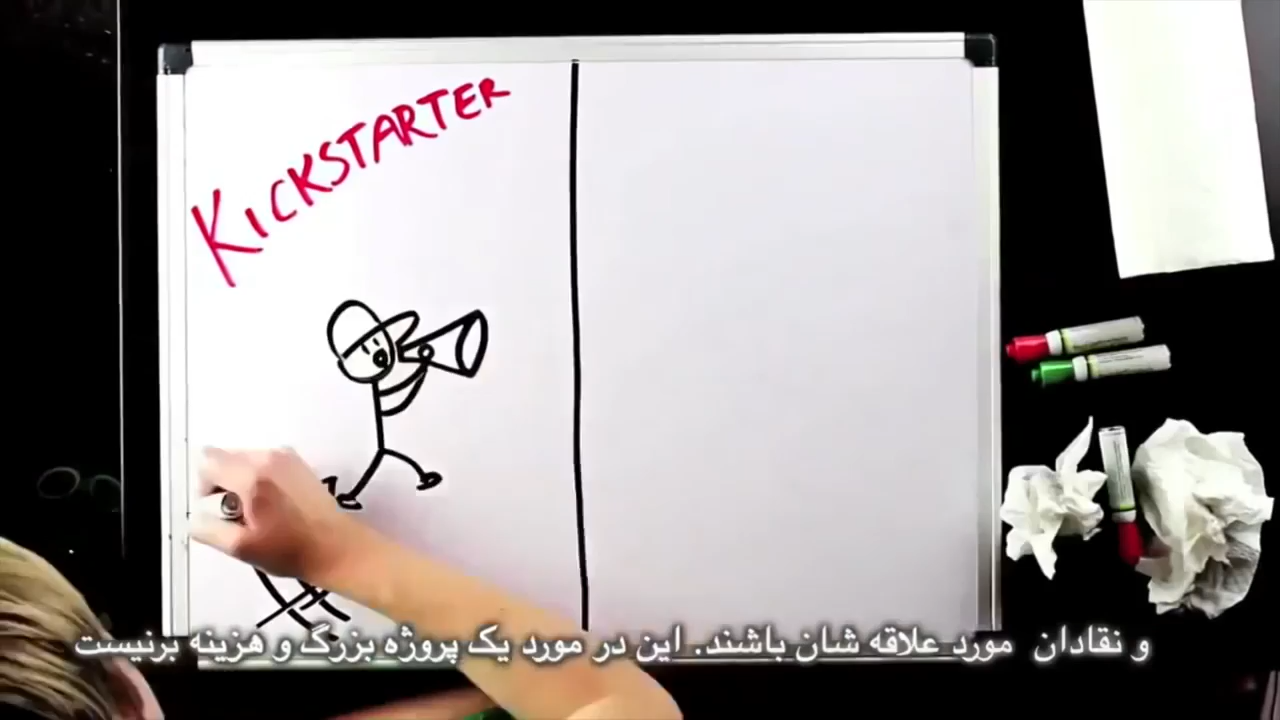 KICKSTARTER
و نقادان مورد علاقه شان باشند. این در مورد یک پروژه بزرگ و هزینه برنیست